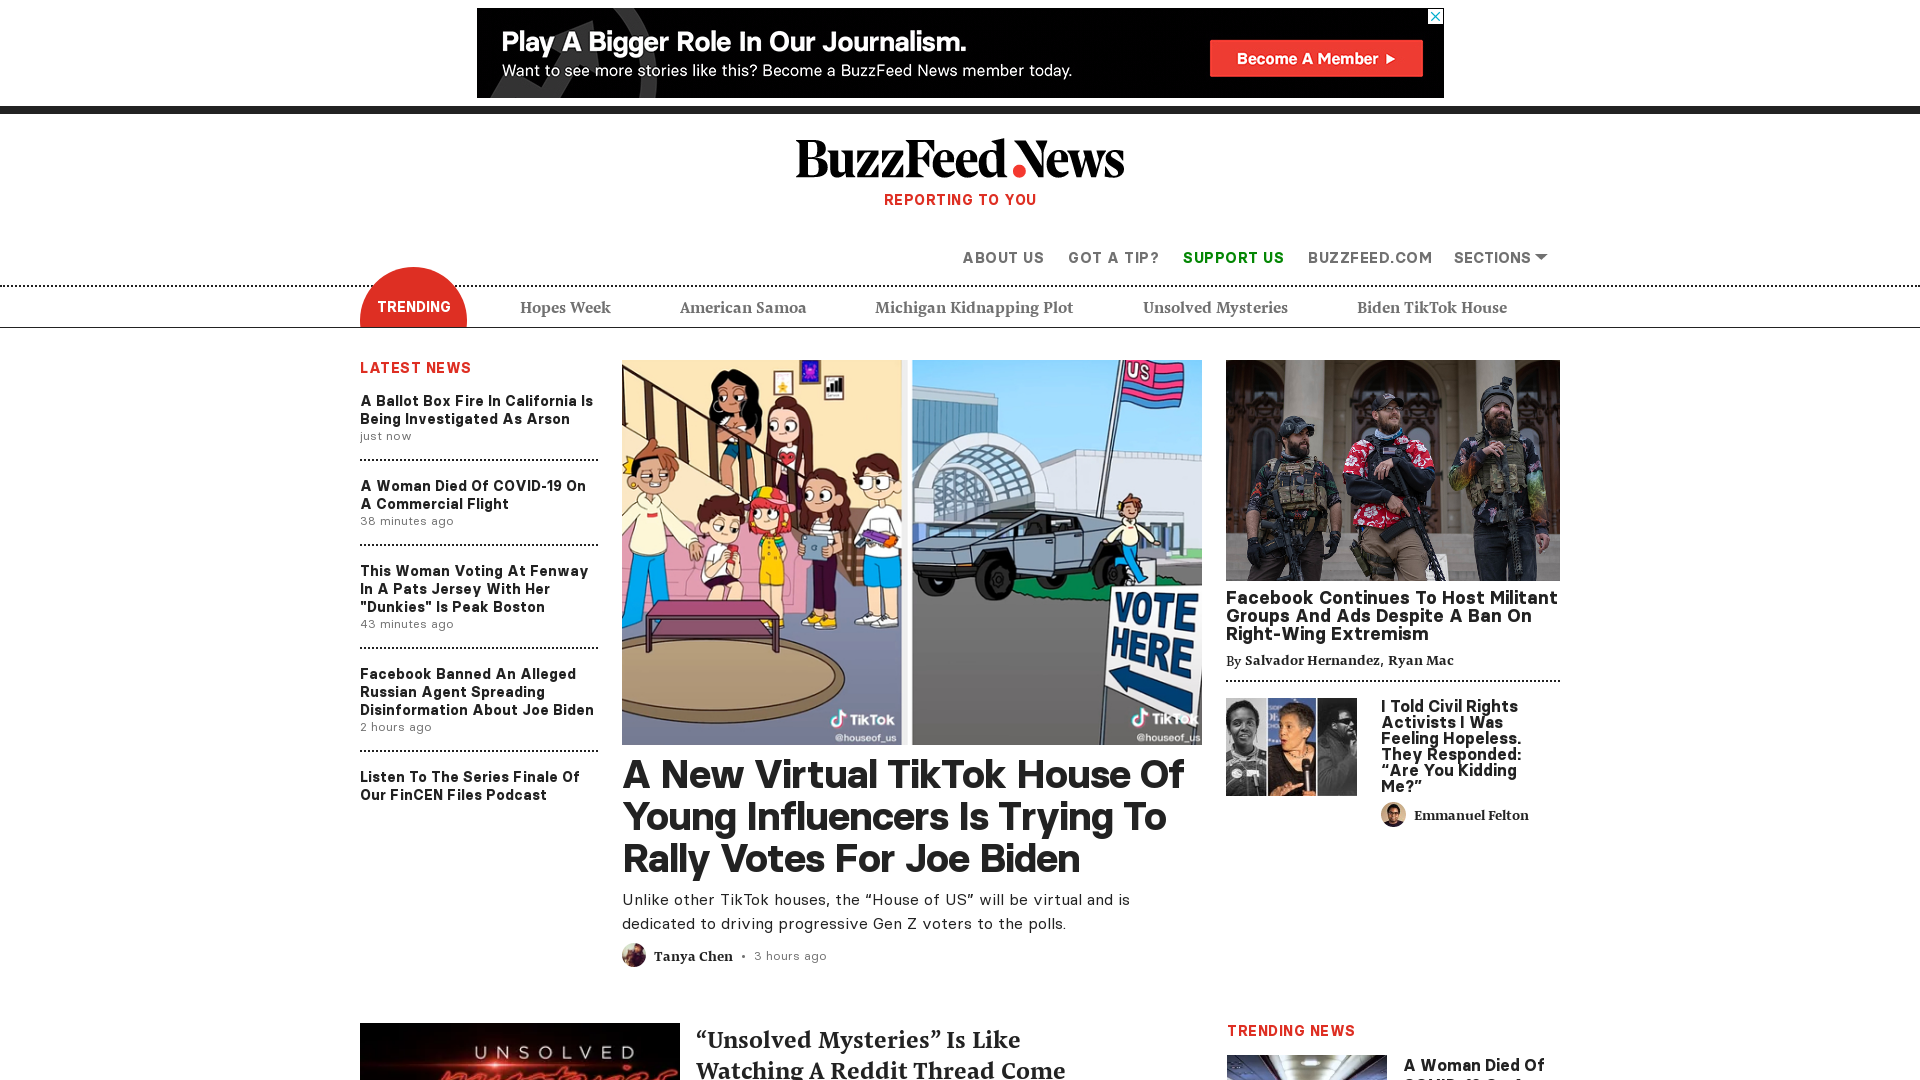 Play A Bigger Role In Our Journalism.
Want to see more stories like this? Become a BuzzFeed News member today.
Become A Member ▶
BuzzFeed News
REPORTING TO YOU
ABOUT US
GOT A TIP?
SUPPORT US
BUZZFEED.COM
SECTIONS
TRENDING
Hopes Week
American Samoa
Michigan Kidnapping Plot
Unsolved Mysteries
Biden TikTok House
LATEST NEWS
A Ballot Box Fire In California Is
Being Investigated As Arson
just now
A Woman Died Of COVID-19 On
A Commercial Flight
38 minutes ago
This Woman Voting At Fenway
In A Pats Jersey With Her
"Dunkies" Is Peak Boston
43 minutes ago
Facebook Banned An Alleged
Russian Agent Spreading
Disinformation About Joe Biden
2 hours ago
Listen To The Series Finale Of
Our FinCEN Files Podcast
TikTok
@houseof_us
US
VOTE
HERE
TikTok
@houseof_us
A New Virtual TikTok House Of
Young Influencers Is Trying To
Rally Votes For Joe Biden
Unlike other TikTok houses, the “House of US” will be virtual and is
dedicated to driving progressive Gen Z voters to the polls.
Tanya Chen • 3 hours ago
Facebook Continues To Host Militant
Groups And Ads Despite A Ban On
Right-Wing Extremism
By Salvador Hernandez, Ryan Mac
I Told Civil Rights
Activists I Was
Feeling Hopeless.
They Responded:
“Are You Kidding
Me?”
Emmanuel Felton
UNSOLVED
“Unsolved Mysteries” Is Like
Watching A Reddit Thread Come
TRENDING NEWS
A Woman Died Of